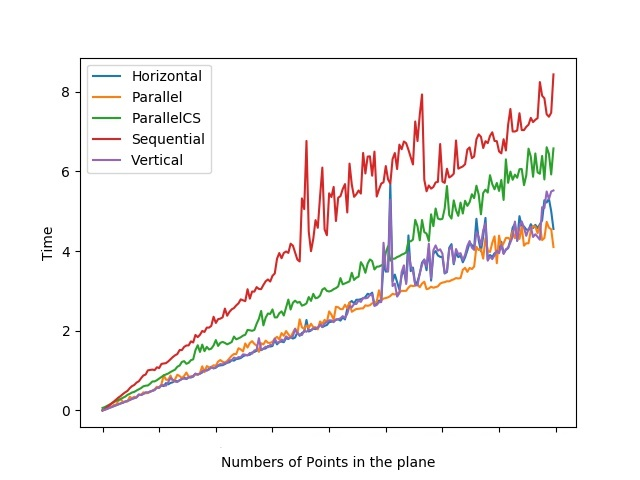 Horizontal
Parallel
ParallelCS
Sequential
Vertical
8
6
4
2
0
Time
Numbers of Points in the plane